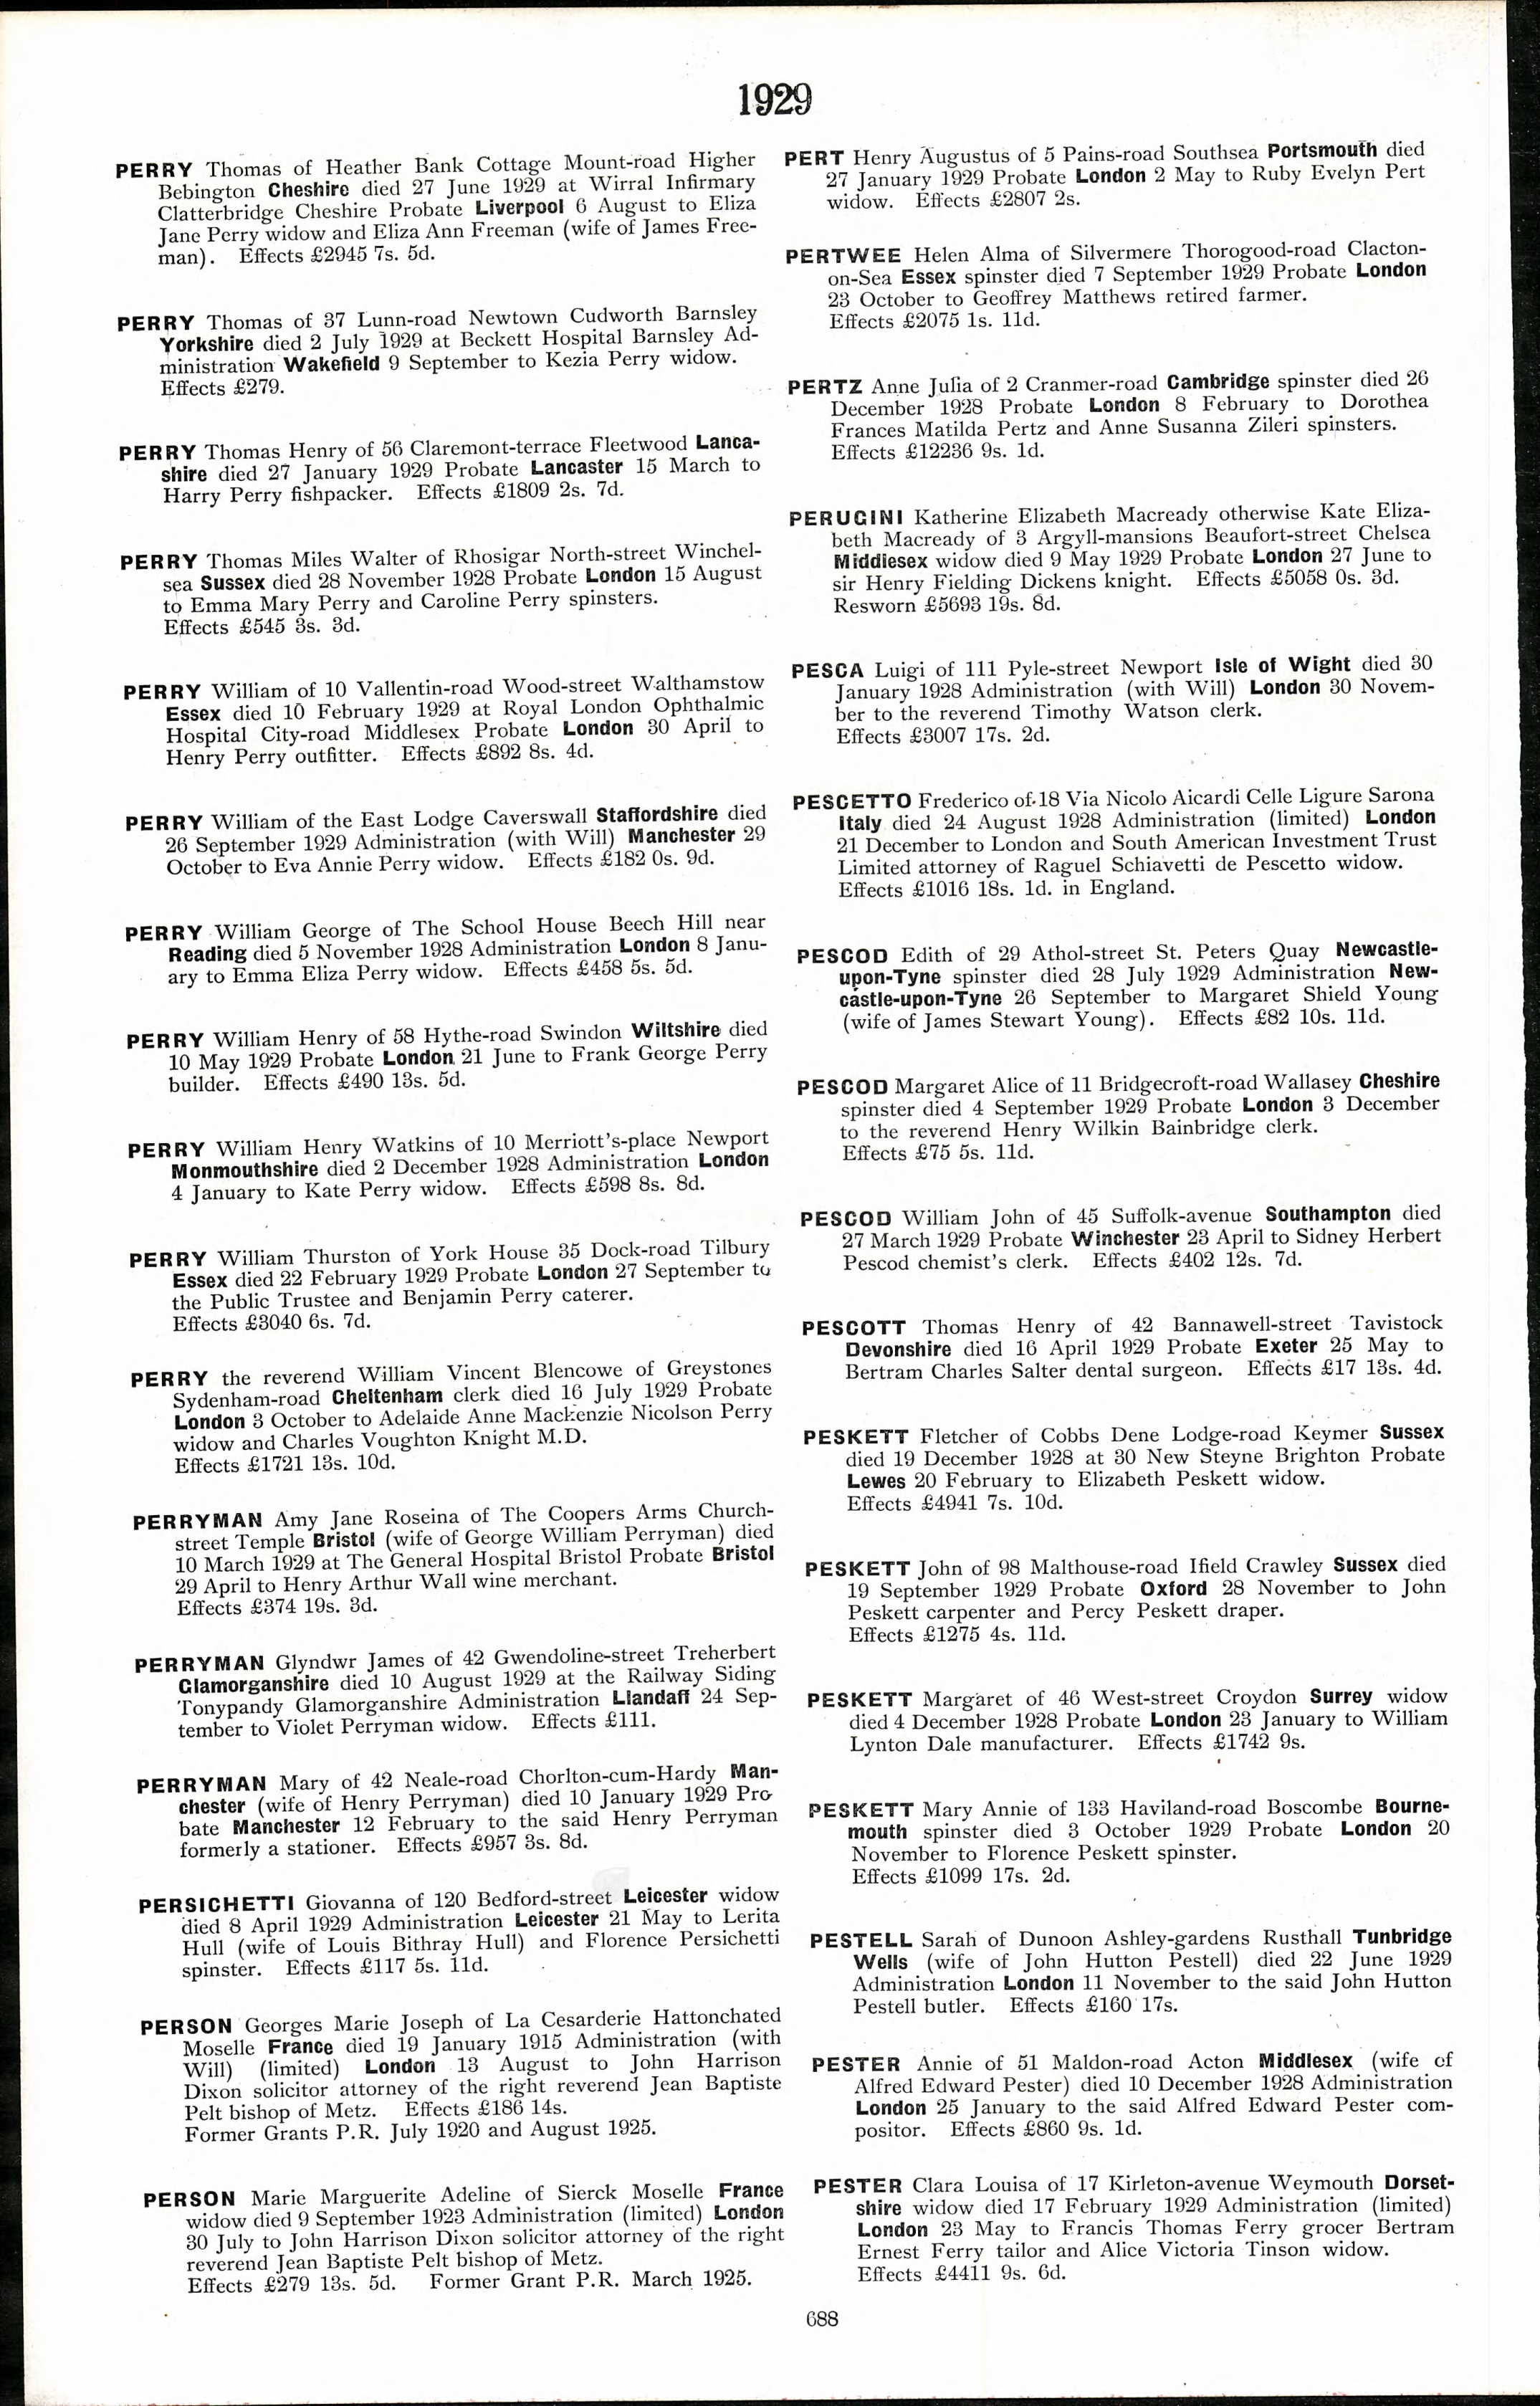 1929
PERRY Thomas of Heather Bank Cottage Mount-road Higher
Bebington Cheshire died 27 June 1929 at Wirral Infirmary
Clatterbridge Cheshire Probate Liverpool 6 August to Eliza
Jane Perry widow and Eliza Ann Freeman (wife of James Free-
man). Effects £2945 7s. 5d.
PERRY Thomas of 37 Lunn-road Newtown Cudworth Barnsley
Yorkshire died 2 July 1929 at Beckett Hospital Barnsley Ad-
ministration Wakefield 9 September to Kezia Perry widow.
Effects £279.
PERRY Thomas Henry of 56 Claremont-terrace Fleetwood Lanca-
shire died 27 January 1929 Probate Lancaster 15 March to
Harry Perry fishpacker. Effects £1809 2s. 7d.
PERRY Thomas Miles Walter of Rhosigar North-street Winchel-
sea Sussex died 28 November 1928 Probate London 15 August
to Emma Mary Perry and Caroline Perry spinsters.
Effects £545 3s. 3d.
PERRY William of 10 Vallentin-road Wood-street Walthamstow
Essex died 10 February 1929 at Royal London Ophthalmic
Hospital City-road Middlesex Probate London 30 April to
Henry Perry outfitter. Effects £892 8s. 4d.
PERRY William of the East Lodge Caverswall Staffordshire died
26 September 1929 Administration (with Will) Manchester 29
October to Eva Annie Perry widow. Effects £182 0s. 9d.
PERRY William George of The School House Beech Hill near
Reading died 5 November 1928 Administration London 8 Janu-
ary to Emma Eliza Perry widow. Effects £458 5s. 5d.
PERRY William Henry of 58 Hythe-road Swindon Wiltshire died
10 May 1929 Probate London 21 June to Frank George Perry
builder. Effects £490 13s. 5d.
PERRY William Henry Watkins of 10 Merriott's-place Newport
Monmouthshire died 2 December 1928 Administration London
4 January to Kate Perry widow. Effects £598 8s. 8d.
PERRY William Thurston of York House 35 Dock-road Tilbury
Essex died 22 February 1929 Probate London 27 September to
the Public Trustee and Benjamin Perry caterer.
Effects £3040 6s. 7d.
PERRY the reverend William Vincent Blencowe of Greystones
Sydenham-road Cheltenham clerk died 16 July 1929 Probate
London 3 October to Adelaide Anne Mackenzie Nicolson Perry
widow and Charles Voughton Knight M.D.
Effects £1721 13s. 10d.
PERRYMAN Amy Jane Roseina of The Coopers Arms Church-
street Temple Bristol (wife of George William Perryman) died
10 March 1929 at The General Hospital Bristol Probate Bristol
29 April to Henry Arthur Wall wine merchant.
Effects £374 19s. 3d.
PERRYMAN Glyndwr James of 42 Gwendoline-street Treherbert
Glamorganshire died 10 August 1929 at the Railway Siding
Tonypandy Glamorganshire Administration Llandaff 24 Sep-
tember to Violet Perryman widow. Effects £111.
PERRYMAN Mary of 42 Neale-road Chorlton-cum-Hardy Man-
chester (wife of Henry Perryman) died 10 January 1929 Pro-
bate Manchester 12 February to the said Henry Perryman
formerly a stationer. Effects £957 3s. 8d.
PERSICHETTI Giovanna of 120 Bedford-street Leicester widow
died 8 April 1929 Administration Leicester 21 May to Lerita
Hull (wife of Louis Bithray Hull) and Florence Persichetti
spinster. Effects £117 5s. 11d.
PERSON Georges Marie Joseph of La Cesarderie Hattonchated
Moselle France died 19 January 1915 Administration (with
Will) (limited) London 13 August to John Harrison
Dixon solicitor attorney of the right reverend Jean Baptiste
Pelt bishop of Metz. Effects £186 14s.
Former Grants P.R. July 1920 and August 1925.
PERSON Marie Marguerite Adeline of Sierck Moselle France
widow died 9 September 1923 Administration (limited) London
30 July to John Harrison Dixon solicitor attorney of the right
reverend Jean Baptiste Pelt bishop of Metz.
Effects £279 13s. 5d. Former Grant P.R. March 1925.
PERT Henry Augustus of 5 Pains-road Southsea Portsmouth died
27 January 1929 Probate London 2 May to Ruby Evelyn Pert
widow. Effects £2807 2s.
PERTWEE Helen Alma of Silvermere Thorogood-road Clacton-
on-Sea Essex spinster died 7 September 1929 Probate London
23 October to Geoffrey Matthews retired farmer.
Effects £2075 1s. 11d.
PERTZ Anne Julia of 2 Cranmer-road Cambridge spinster died 26
December 1928 Probate London 8 February to Dorothea
Frances Matilda Pertz and Anne Susanna Zileri spinsters.
Effects £12236 9s. 1d.
PERUGINI Katherine Elizabeth Macready otherwise Kate Eliza-
beth Macready of 3 Argyll-mansions Beaufort-street Chelsea
Middlesex widow died 9 May 1929 Probate London 27 June to
sir Henry Fielding Dickens knight. Effects £5058 0s. 3d.
Resworn £5693 19s. 8d.
PESCA Luigi of 111 Pyle-street Newport Isle of Wight died 30
January 1928 Administration (with Will) London 30 Novem-
ber to the reverend Timothy Watson clerk.
Effects £3007 17s. 2d.
PESCETTO Frederico of 18 Via Nicolo Aicardi Celle Ligure Sarona
Italy died 24 August 1928 Administration (limited) London
21 December to London and South American Investment Trust
Limited attorney of Raguel Schiavetti de Pescetto widow.
Effects £1016 18s. 1d. in England.
PESCOD Edith of 29 Athol-street St. Peters Quay Newcastle-
upon-Tyne spinster died 28 July 1929 Administration New-
castle-upon-Tyne 26 September to Margaret Shield Young
(wife of James Stewart Young). Effects £82 10s. 11d.
PESCOD Margaret Alice of 11 Bridgecroft-road Wallasey Cheshire
spinster died 4 September 1929 Probate London 3 December
to the reverend Henry Wilkin Bainbridge clerk.
Effects £75 5s. 11d.
PESCOD William John of 45 Suffolk-avenue Southampton died
27 March 1929 Probate Winchester 23 April to Sidney Herbert
Pescod chemist's clerk. Effects £402 12s. 7d.
PESCOTT Thomas Henry of 42 Bannawell-street Tavistock
Devonshire died 16 April 1929 Probate Exeter 25 May to
Bertram Charles Salter dental surgeon. Effects £17 13s. 4d.
PESKETT Fletcher of Cobbs Dene Lodge-road Keymer Sussex
died 19 December 1928 at 30 New Steyne Brighton Probate
Lewes 20 February to Elizabeth Peskett widow.
Effects £4941 7s. 10d.
PESKETT John of 98 Malthouse-road Ifield Crawley Sussex died
19 September 1929 Probate Oxford 28 November to John
Peskett carpenter and Percy Peskett draper.
Effects £1275 4s. 11d.
PESKETT Margaret of 46 West-street Croydon Surrey widow
died 4 December 1928 Probate London 23 January to William
Lynton Dale manufacturer. Effects £1742 9s.
PESKETT Mary Annie of 133 Haviland-road Boscombe Bourne-
mouth spinster died 3 October 1929 Probate London 20
November to Florence Peskett spinster.
Effects £1099 17s. 2d.
PESTELL Sarah of Dunoon Ashley-gardens Rusthall Tunbridge
Wells (wife of John Hutton Pestell) died 22 June 1929
Administration London 11 November to the said John Hutton
Pestell butler. Effects £160 17s.
PESTER Annie of 51 Maldon-road Acton Middlesex (wife of
Alfred Edward Pester) died 10 December 1928 Administration
London 25 January to the said Alfred Edward Pester com-
positor. Effects £860 9s. 1d.
PESTER Clara Louisa of 17 Kirleton-avenue Weymouth Dorset-
shire widow died 17 February 1929 Administration (limited)
London 23 May to Francis Thomas Ferry grocer Bertram
Ernest Ferry tailor and Alice Victoria Tinson widow.
Effects £4411 9s. 6d.
688